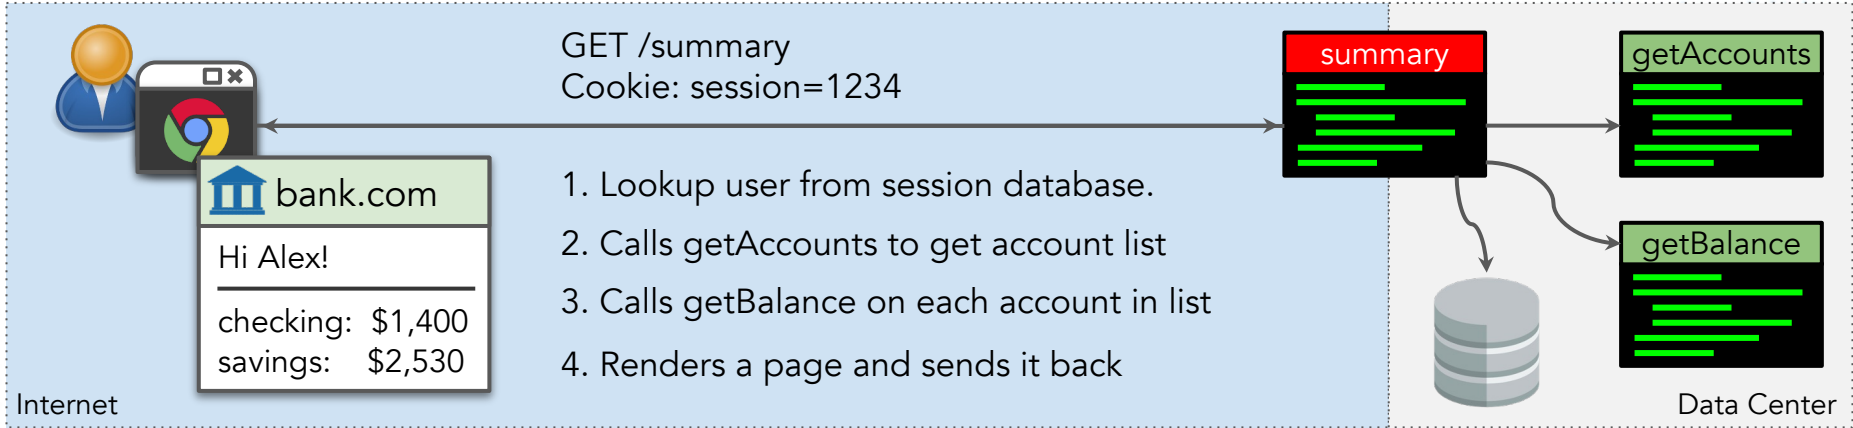 GET /summary
Cookie: session=1234
summary
getAccounts
bank.com
Hi Alex!
checking: $1,400
savings: $2,530
1. Lookup user from session database.
2. Calls getAccounts to get account list
3. Calls getBalance on each account in list
4. Renders a page and sends it back
getBalance
Internet
Data Center